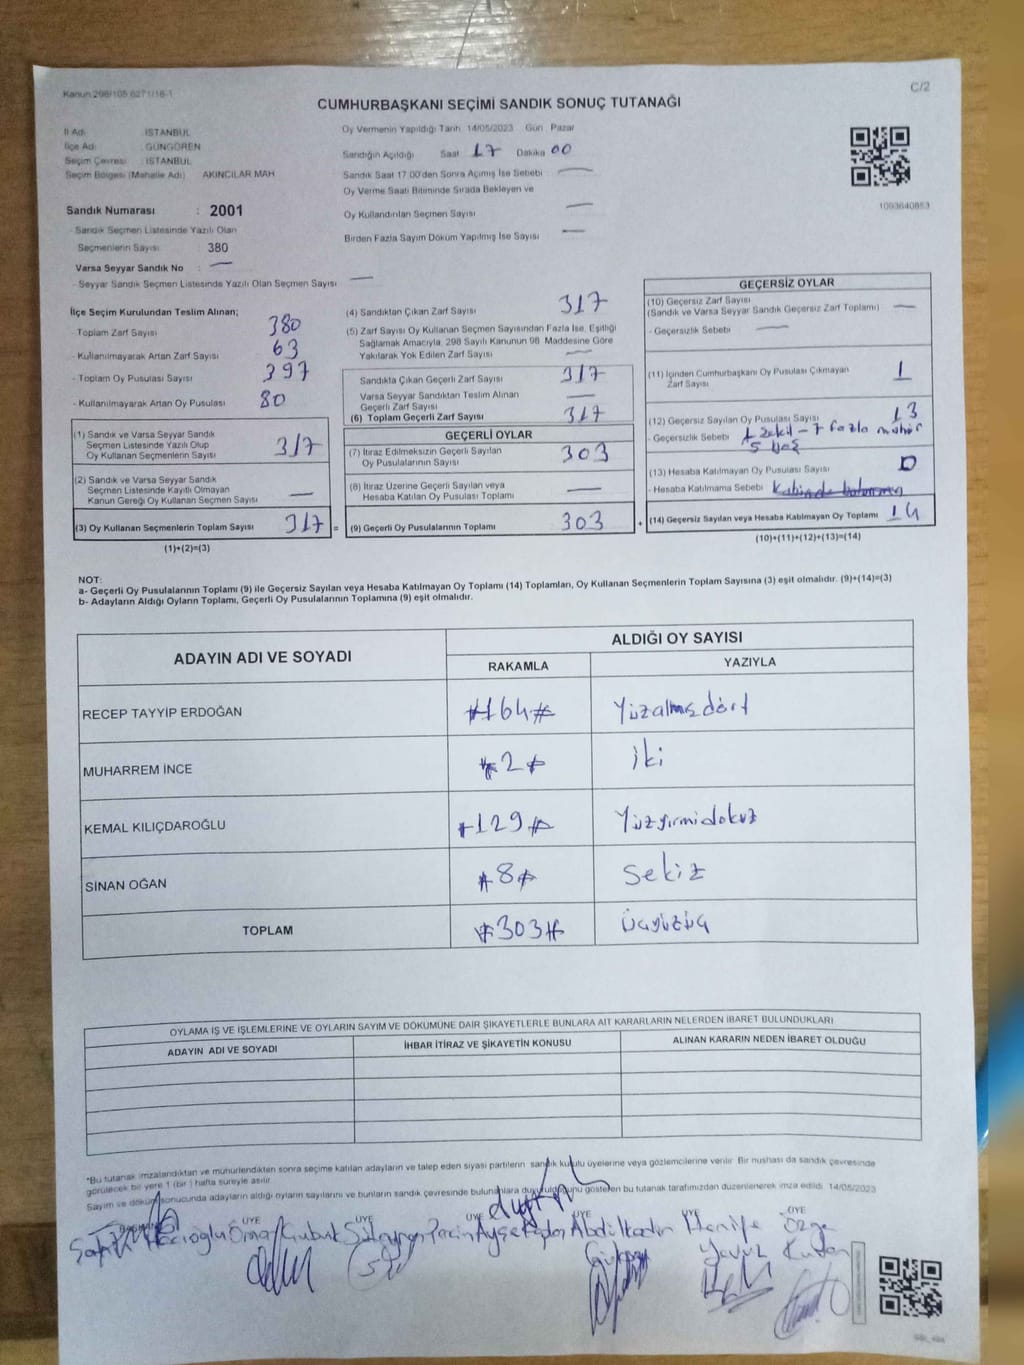 Kanun 298/105 6271/18-1
C/2
CUMHURBAŞKANI SEÇİMİ SANDIK SONUÇ TUTANAĞI
İl Adı : İSTANBUL
İlçe Adı : GÜNGÖREN
Seçim Çevresi : İSTANBUL
Seçim Bölgesi (Mahalle Adı) AKINCILAR MAH
Sandık Numarası : 2001
- Sandık Seçmen Listesinde Yazılı Olan
Seçmenlerin Sayısı : 380
Varsa Seyyar Sandık No : —
- Seyyar Sandık Seçmen Listesinde Yazılı Olan Seçmen Sayısı —
Oy Vermenin Yapıldığı Tarih 14/05/2023 Gün Pazar
Sandığın Açıldığı Saat 17 Dakika 00
Sandık Saat 17.00'den Sonra Açımış İse Sebebi —
Oy Verme Saati Bitiminde Sırada Bekleyen ve
Oy Kullandırılan Seçmen Sayısı —
Birden Fazla Sayım Döküm Yapılmış İse Sayısı —
1093640853
İlçe Seçim Kurulundan Teslim Alınan;
- Toplam Zarf Sayısı 380
- Kullanılmayarak Artan Zarf Sayısı 63
- Toplam Oy Pusulası Sayısı 397
- Kullanılmayarak Artan Oy Pusulası 80
(1) Sandık ve Varsa Seyyar Sandık
Seçmen Listesinde Yazılı Olup
Oy Kullanan Seçmenlerin Sayısı 317
(2) Sandık ve Varsa Seyyar Sandık
Seçmen Listesinde Kayıtlı Olmayan
Kanun Gereği Oy Kullanan Seçmen Sayısı —
(3) Oy Kullanan Seçmenlerin Toplam Sayısı 317 =
(1)+(2)=(3)
(4) Sandıktan Çıkan Zarf Sayısı 317
(5) Zarf Sayısı Oy Kullanan Seçmen Sayısından Fazla İse, Eşitliği
Sağlamak Amacıyla, 298 Sayılı Kanunun 98. Maddesine Göre
Yakılarak Yok Edilen Zarf Sayısı —
Sandıkta Çıkan Geçerli Zarf Sayısı 317
Varsa Seyyar Sandıktan Teslim Alınan
Geçerli Zarf Sayısı —
(6) Toplam Geçerli Zarf Sayısı 317
GEÇERLİ OYLAR
(7) İtiraz Edilmeksizin Geçerli Sayılan
Oy Pusulalarının Sayısı 303
(8) İtiraz Üzerine Geçerli Sayılan veya
Hesaba Katılan Oy Pusulası Toplamı —
(9) Geçerli Oy Pusulalarının Toplamı 303 +
GEÇERSİZ OYLAR
(10) Geçersiz Zarf Sayısı
(Sandık ve Varsa Seyyar Sandık Geçersiz Zarf Toplamı) —
- Geçersizlik Sebebi —
(11) İçinden Cumhurbaşkanı Oy Pusulası Çıkmayan
Zarf Sayısı 1
(12) Geçersiz Sayılan Oy Pusulası Sayısı 13
- Geçersizlik Sebebi 1 Sekil - 7 fazla mühür
5 boş
(13) Hesaba Katılmayan Oy Pusulası Sayısı 0
- Hesaba Katılmama Sebebi
(14) Geçersiz Sayılan veya Hesaba Katılmayan Oy Toplamı 14
(10)+(11)+(12)+(13)=(14)
NOT:
a- Geçerli Oy Pusulalarının Toplamı (9) ile Geçersiz Sayılan veya Hesaba Katılmayan Oy Toplamı (14) Toplamları, Oy Kullanan Seçmenlerin Toplam Sayısına (3) eşit olmalıdır. (9)+(14)=(3)
b- Adayların Aldığı Oyların Toplamı, Geçerli Oy Pusulalarının Toplamına (9) eşit olmalıdır.
ADAYIN ADI VE SOYADI ALDIĞI OY SAYISI
RAKAMLA YAZIYLA
RECEP TAYYİP ERDOĞAN #164# Yüzaltmışdört
MUHARREM İNCE #2# iki
KEMAL KILIÇDAROĞLU #129# Yüzyirmidokuz
SİNAN OĞAN #8# Sekiz
TOPLAM #303# üçyüzüç
OYLAMA İŞ VE İŞLEMLERİNE VE OYLARIN SAYIM VE DÖKÜMÜNE DAİR ŞİKAYETLERLE BUNLARA AİT KARARLARIN NELERDEN İBARET BULUNDUKLARI
ADAYIN ADI VE SOYADI İHBAR İTİRAZ VE ŞİKAYETİN KONUSU ALINAN KARARIN NEDEN İBARET OLDUĞU
*Bu tutanak imzalandıktan ve mühürlendikten sonra seçime katılan adayların ve talep eden siyasi partilerin sandık kurulu üyelerine veya gözlemcilerine verilir. Bir nushası da sandık çevresinde
görülecek bir yere 1 (bir) hafta süreyle asılır.
Sayım ve döküm sonucunda adayların aldığı oyların sayılarını ve bunların sandık çevresinde bulunanlara duyurulduğunu gösteren bu tutanak tarafımızdan düzenlenerek imza edildi. 14/05/2023
ÜYE ÜYE ÜYE ÜYE ÜYE
Hacıoğlu Çubuk Süleyman Ayşe Abdulkadir Hanife Özge
Yavuz